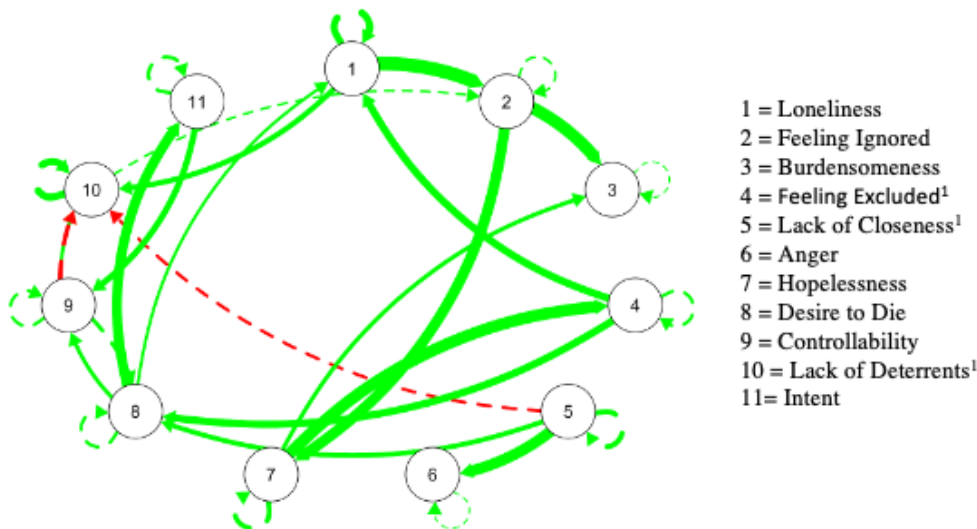 1
2
3
4
5
6
7
8
9
10
11
1 = Loneliness
2 = Feeling Ignored
3 = Burdensomeness
4 = Feeling Excluded¹
5 = Lack of Closeness¹
6 = Anger
7 = Hopelessness
8 = Desire to Die
9 = Controllability
10 = Lack of Deterrents¹
11= Intent